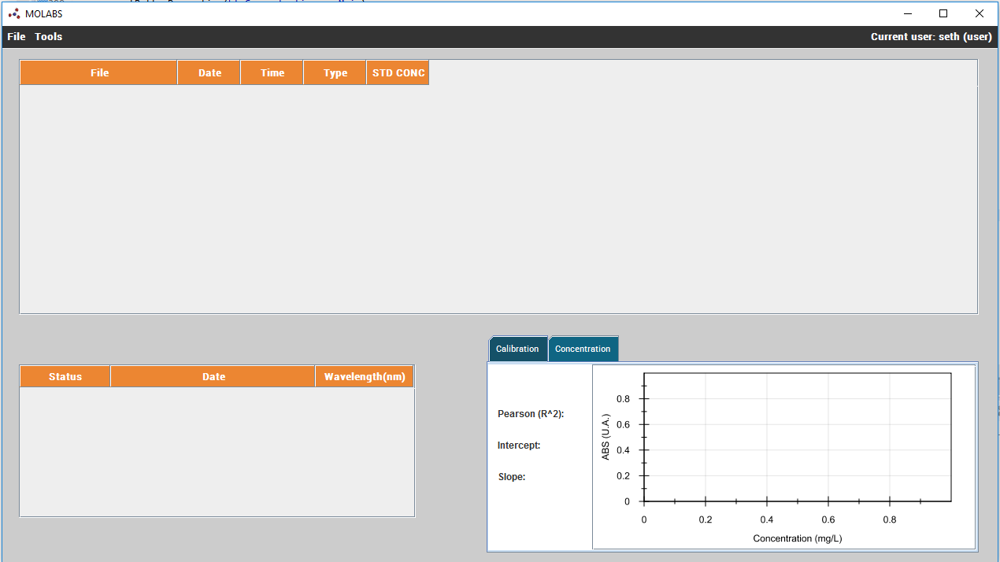 MOLABS
File Tools Current user: seth (user)
File Date Time Type STD CONC
Calibration Concentration
Status Date Wavelength(nm)
Pearson (R^2):
Intercept:
Slope:
ABS (U.A.)
0.8
0.6
0.4
0.2
0
0 0.2 0.4 0.6 0.8
Concentration (mg/L)